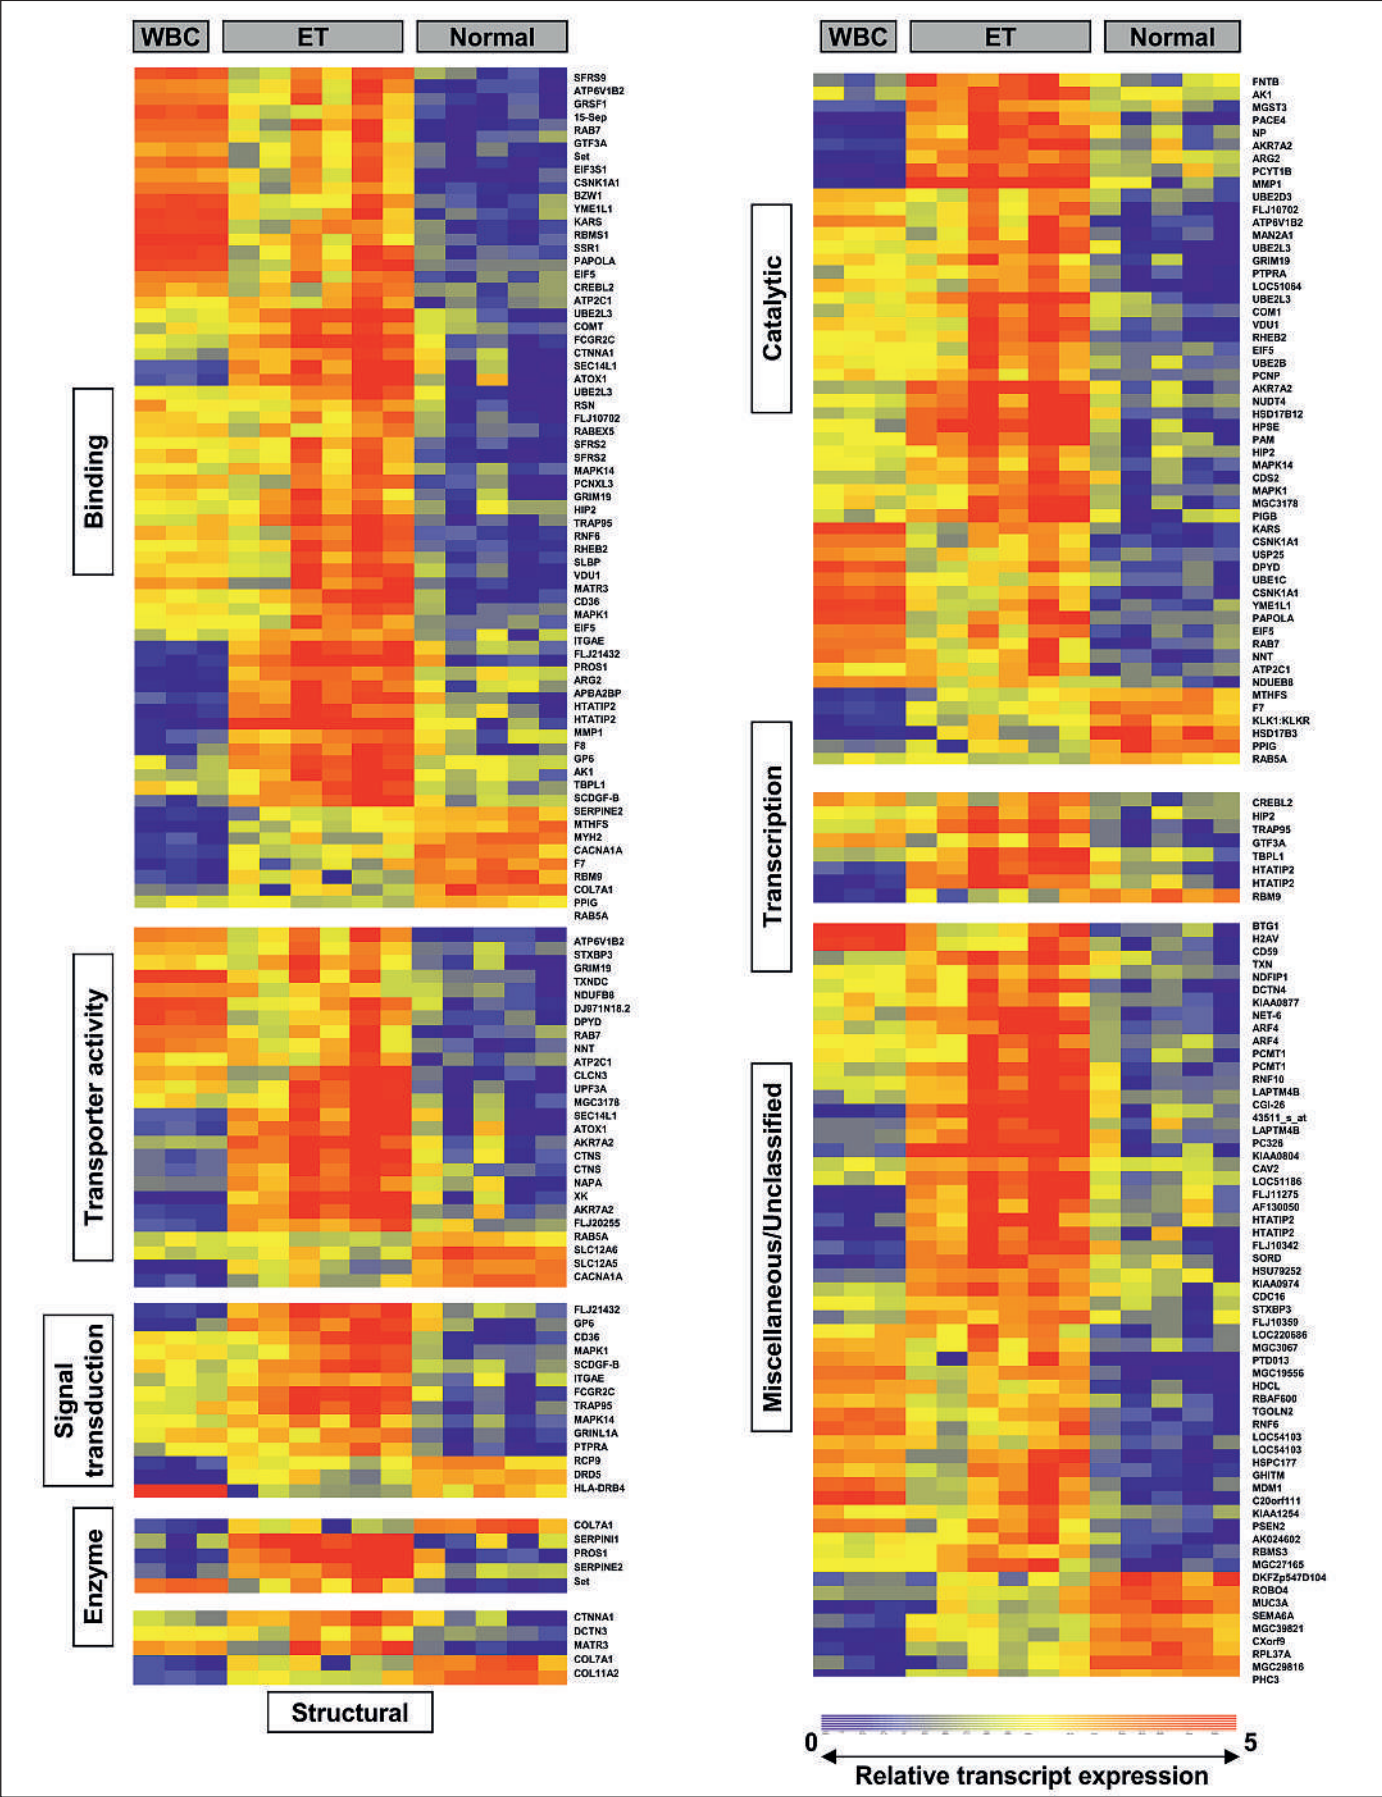 WBC ET Normal
SFRS9
ATP6V1B2
GRSF1
15-Sep
RAB7
GTF3A
Set
EIF3S1
CSNK1A1
BZW1
YME1L1
KARS
RBMS1
SSR1
PAPOLA
EIF5
CREBL2
ATP2C1
UBE2L3
COMT
FCGR2C
CTNNA1
SEC14L1
ATOX1
UBE2L3
RSN
FLJ10702
RABEX5
SFRS2
SFRS2
MAPK14
PCNXL3
GRIM19
HIP2
TRAP95
RNF6
RHEB2
SLBP
VDU1
MATR3
CD36
MAPK1
EIF5
ITGAE
FLJ21432
PROS1
ARG2
APBA2BP
HTATIP2
HTATIP2
MMP1
F8
GP6
AK1
TBPL1
SCDGF-B
SERPINE2
MTHFS
MYH2
CACNA1A
F7
RBM9
COL7A1
PPIG
RAB5A
Binding
ATP6V1B2
STXBP3
GRIM19
TXNDC
NDUFB8
DJ971N18.2
DPYD
RAB7
NNT
ATP2C1
CLCN3
UPF3A
MGC3178
SEC14L1
ATOX1
AKR7A2
CTNS
CTNS
NAPA
XK
AKR7A2
FLJ20255
RAB5A
SLC12A6
SLC12A5
CACNA1A
Transporter activity
FLJ21432
GP6
CD36
MAPK1
SCDGF-B
ITGAE
FCGR2C
TRAP95
MAPK14
GRINL1A
PTPRA
RCP9
DRD5
HLA-DRB4
Signal
transduction
COL7A1
SERPINI1
PROS1
SERPINE2
Set
Enzyme
CTNNA1
DCTN3
MATR3
COL7A1
COL11A2
Structural
WBC ET Normal
FNTB
AK1
MGST3
PACE4
NP
AKR7A2
ARG2
PCYT1B
MMP1
UBE2D3
FLJ10702
ATP6V1B2
MAN2A1
UBE2L3
GRIM19
PTPRA
LOC51064
UBE2L3
COM1
VDU1
RHEB2
EIF5
UBE2B
PCNP
AKR7A2
NUDT4
HSD17B12
HPSE
PAM
HIP2
MAPK14
CDS2
MAPK1
MGC3178
PIGB
KARS
CSNK1A1
USP25
DPYD
UBE1C
CSNK1A1
YME1L1
PAPOLA
EIF5
RAB7
NNT
ATP2C1
NDUEB8
MTHFS
F7
KLK1:KLKR
HSD17B3
PPIG
RAB5A
Catalytic
CREBL2
HIP2
TRAP95
GTF3A
TBPL1
HTATIP2
HTATIP2
RBM9
Transcription
BTG1
H2AV
CD59
TXN
NDFIP1
DCTN4
KIAA0877
NET-6
ARF4
ARF4
PCMT1
PCMT1
RNF10
LAPTM4B
CGI-26
43511_s_at
LAPTM4B
PC326
KIAA0804
CAV2
LOC51186
FLJ11275
AF130050
HTATIP2
HTATIP2
FLJ10342
SORD
HSU79252
KIAA0974
CDC16
STXBP3
FLJ10359
LOC220686
MGC3067
PTD013
MGC19556
HDCL
RBAF600
TGOLN2
RNF6
LOC54103
LOC54103
HSPC177
GHITM
MDM1
C20orf111
KIAA1254
PSEN2
AK024602
RBMS3
MGC27165
DKFZp547D104
ROBO4
MUC3A
SEMA6A
MGC39821
CXorf9
RPL37A
MGC29816
PHC3
Miscellaneous/Unclassified
0 5
Relative transcript expression